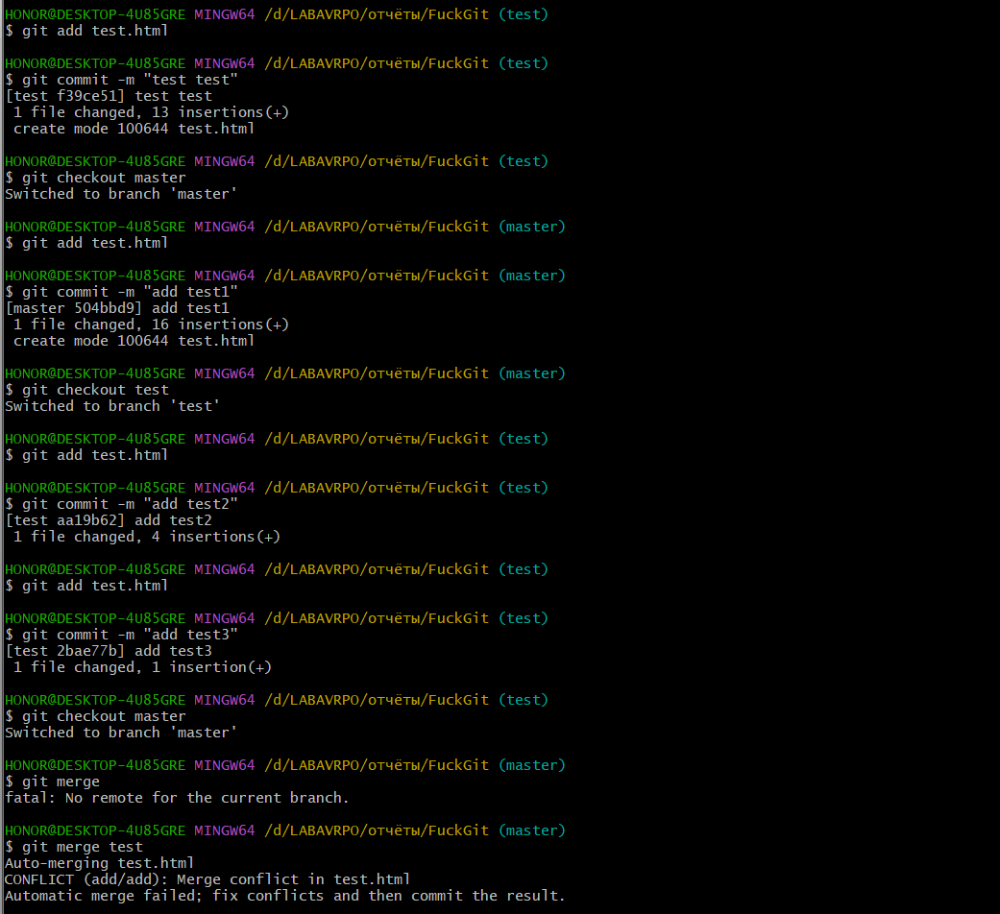 HONOR@DESKTOP-4U85GRE MINGW64 /d/LABAVRPO/отчёты/FuckGit (test)
$ git add test.html
HONOR@DESKTOP-4U85GRE MINGW64 /d/LABAVRPO/отчёты/FuckGit (test)
$ git commit -m "test test"
[test f39ce51] test test
1 file changed, 13 insertions(+)
create mode 100644 test.html
HONOR@DESKTOP-4U85GRE MINGW64 /d/LABAVRPO/отчёты/FuckGit (test)
$ git checkout master
Switched to branch 'master'
HONOR@DESKTOP-4U85GRE MINGW64 /d/LABAVRPO/отчёты/FuckGit (master)
$ git add test.html
HONOR@DESKTOP-4U85GRE MINGW64 /d/LABAVRPO/отчёты/FuckGit (master)
$ git commit -m "add test1"
[master 504bbd9] add test1
1 file changed, 16 insertions(+)
create mode 100644 test.html
HONOR@DESKTOP-4U85GRE MINGW64 /d/LABAVRPO/отчёты/FuckGit (master)
$ git checkout test
Switched to branch 'test'
HONOR@DESKTOP-4U85GRE MINGW64 /d/LABAVRPO/отчёты/FuckGit (test)
$ git add test.html
HONOR@DESKTOP-4U85GRE MINGW64 /d/LABAVRPO/отчёты/FuckGit (test)
$ git commit -m "add test2"
[test aa19b62] add test2
1 file changed, 4 insertions(+)
HONOR@DESKTOP-4U85GRE MINGW64 /d/LABAVRPO/отчёты/FuckGit (test)
$ git add test.html
HONOR@DESKTOP-4U85GRE MINGW64 /d/LABAVRPO/отчёты/FuckGit (test)
$ git commit -m "add test3"
[test 2bae77b] add test3
1 file changed, 1 insertion(+)
HONOR@DESKTOP-4U85GRE MINGW64 /d/LABAVRPO/отчёты/FuckGit (test)
$ git checkout master
Switched to branch 'master'
HONOR@DESKTOP-4U85GRE MINGW64 /d/LABAVRPO/отчёты/FuckGit (master)
$ git merge
fatal: No remote for the current branch.
HONOR@DESKTOP-4U85GRE MINGW64 /d/LABAVRPO/отчёты/FuckGit (master)
$ git merge test
Auto-merging test.html
CONFLICT (add/add): Merge conflict in test.html
Automatic merge failed; fix conflicts and then commit the result.